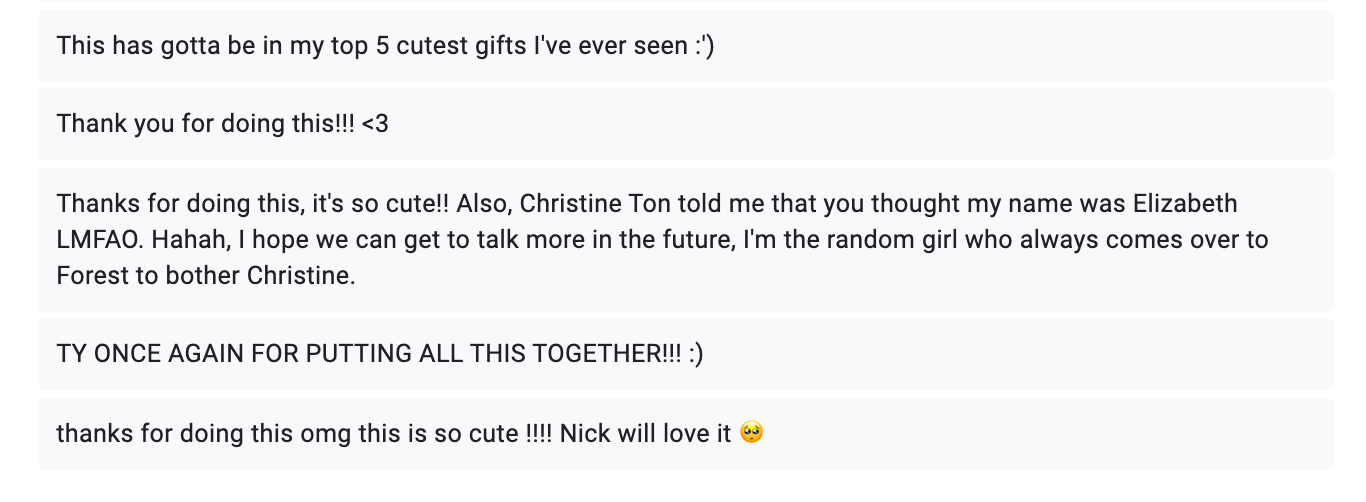 This has gotta be in my top 5 cutest gifts I've ever seen :')
Thank you for doing this!!! <3
Thanks for doing this, it's so cute!! Also, Christine Ton told me that you thought my name was Elizabeth
LMFAO. Hahah, I hope we can get to talk more in the future, I'm the random girl who always comes over to
Forest to bother Christine.
TY ONCE AGAIN FOR PUTTING ALL THIS TOGETHER!!! :)
thanks for doing this omg this is so cute !!!! Nick will love it 🥺